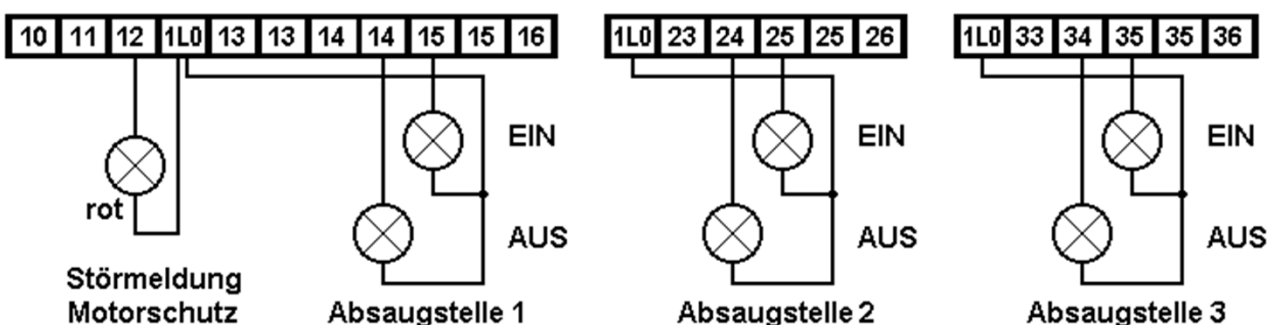 10 11 12 1L0 13 13 14 14 15 15 16
1L0 23 24 25 25 26
1L0 33 34 35 35 36
EIN
EIN
EIN
rot
AUS
AUS
AUS
Störmeldung
Motorschutz
Absaugstelle 1
Absaugstelle 2
Absaugstelle 3